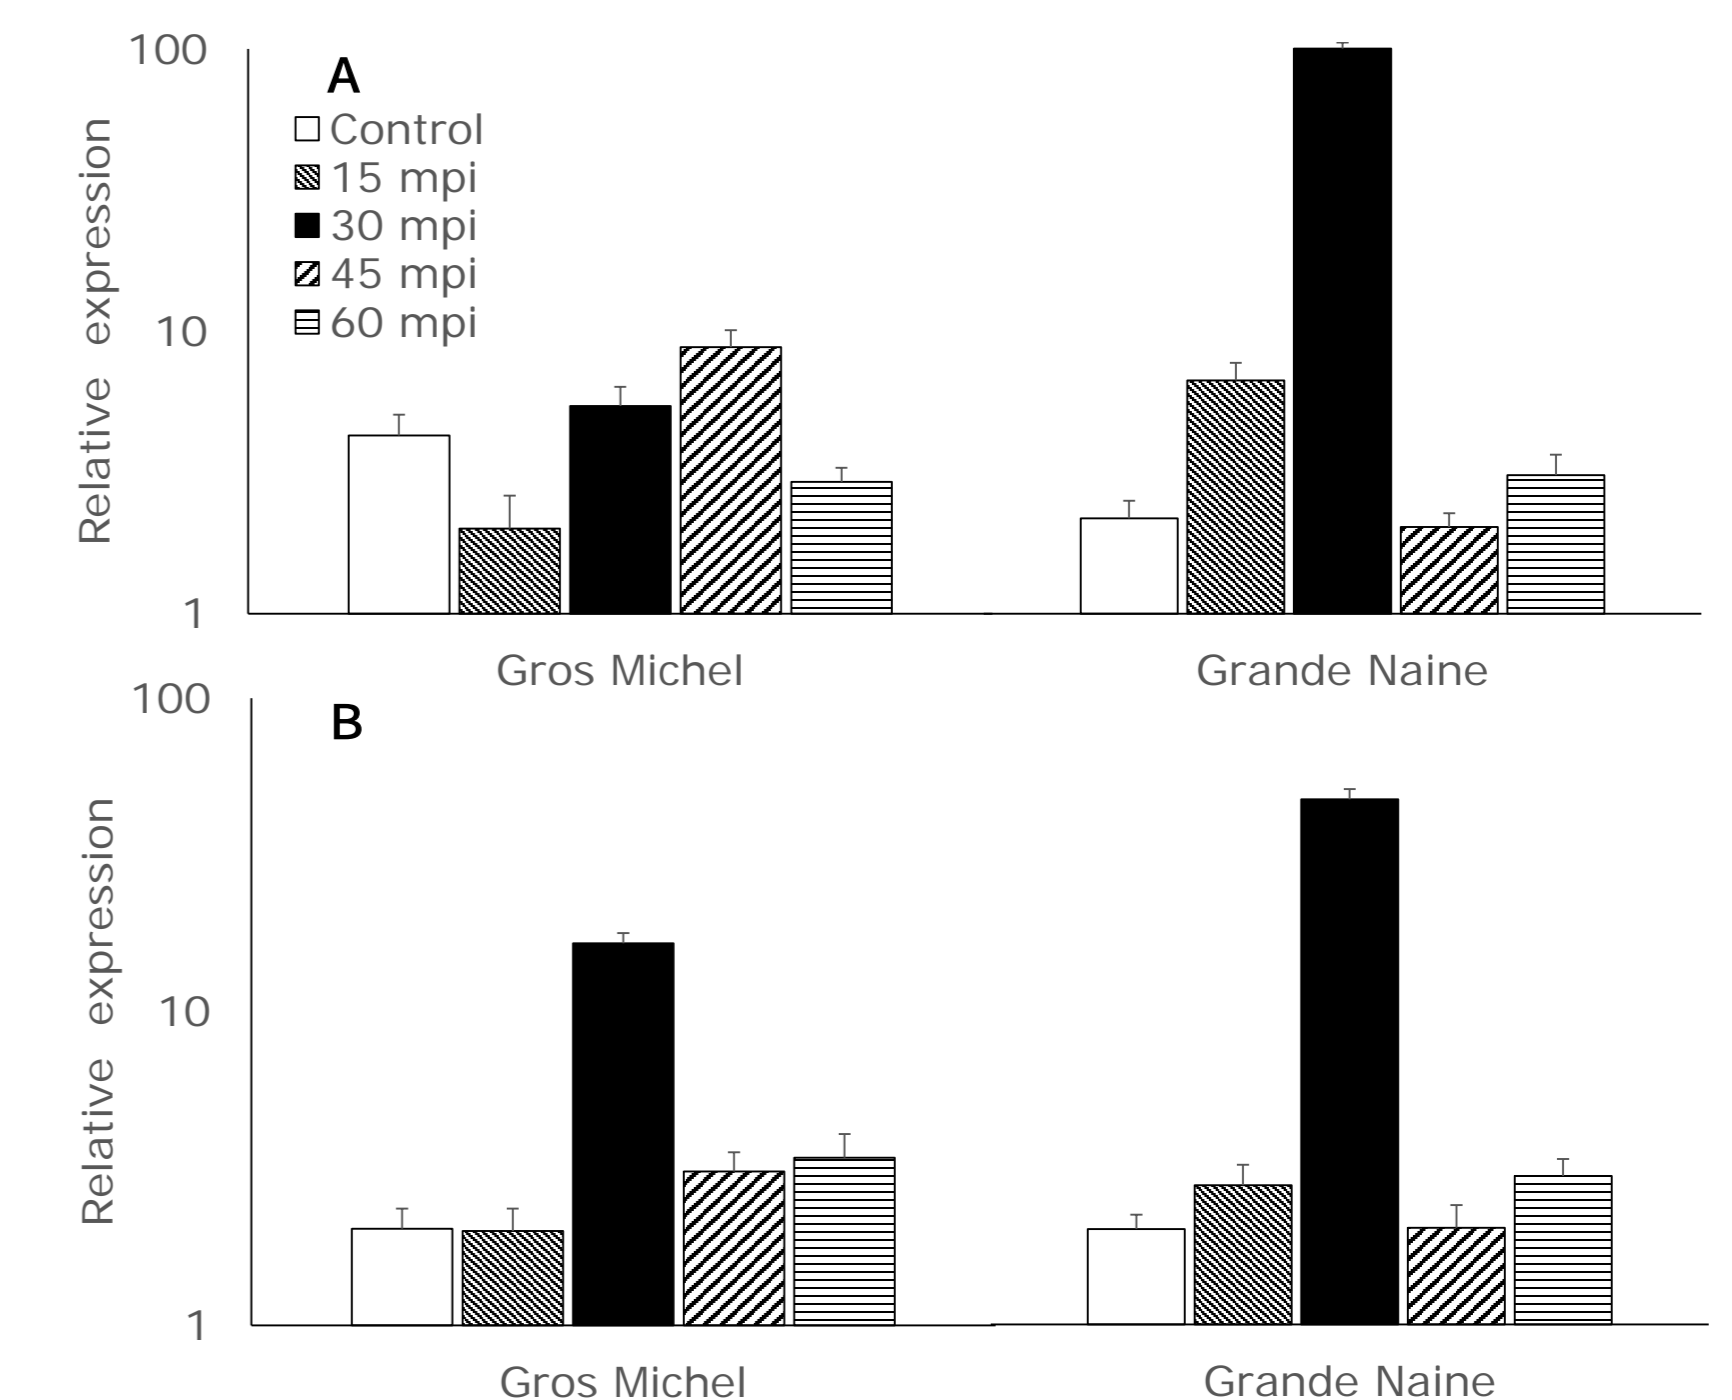 100
A
Control
15 mpi
30 mpi
45 mpi
60 mpi
10
1
Relative expression
Gros Michel
Grande Naine
100
B
10
1
Relative expression
Gros Michel
Grande Naine